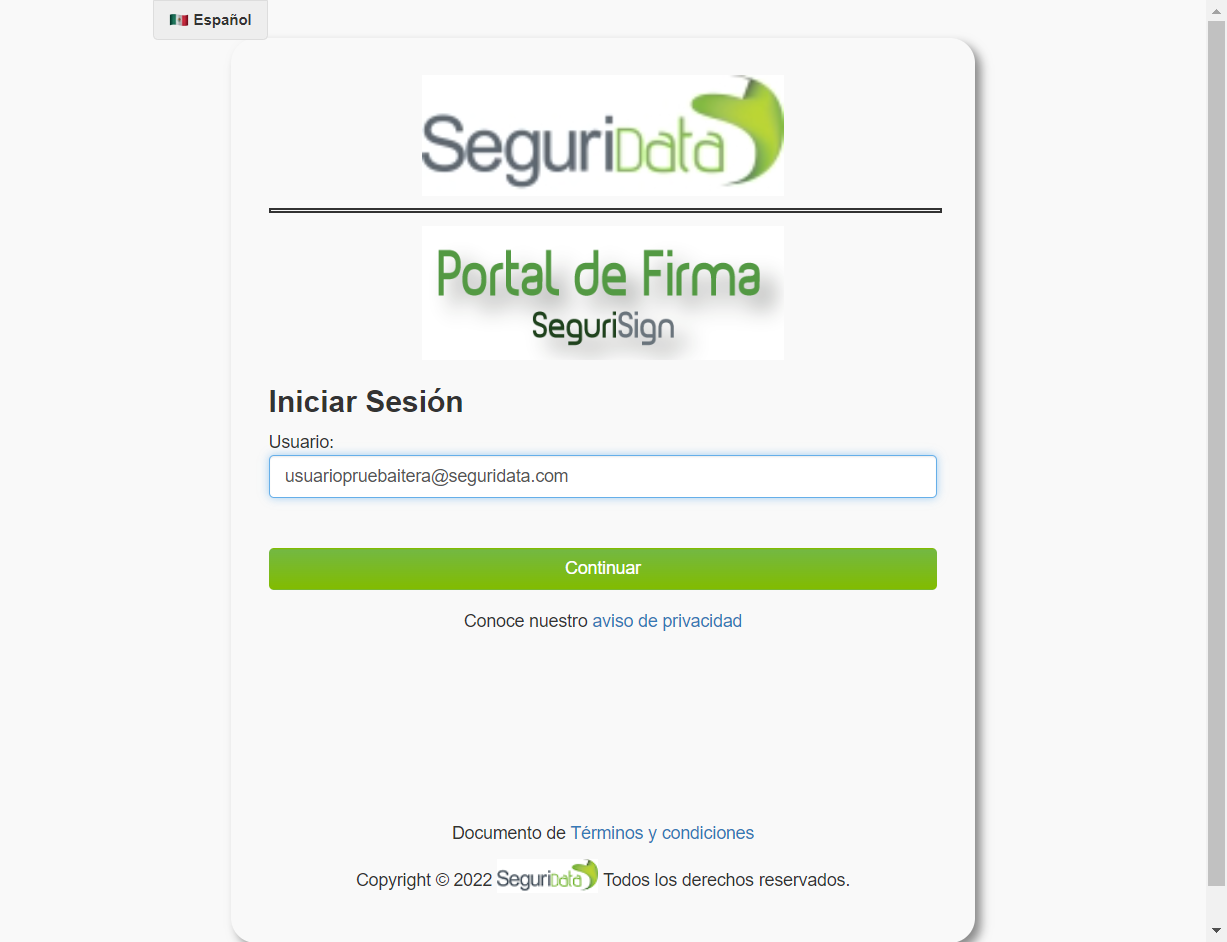 Español
SeguriData
Portal de Firma
SeguriSign
Iniciar Sesión
Usuario:
usuariopruebaitera@seguridata.com
Continuar
Conoce nuestro aviso de privacidad
Documento de Términos y condiciones
Copyright © 2022 SeguriData Todos los derechos reservados.